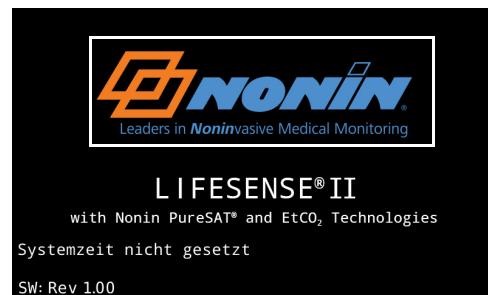 NONIN®
Leaders in Noninvasive Medical Monitoring
LIFESENSE® II
with Nonin PureSAT® and EtCO₂ Technologies
Systemzeit nicht gesetzt
SW: Rev 1.00